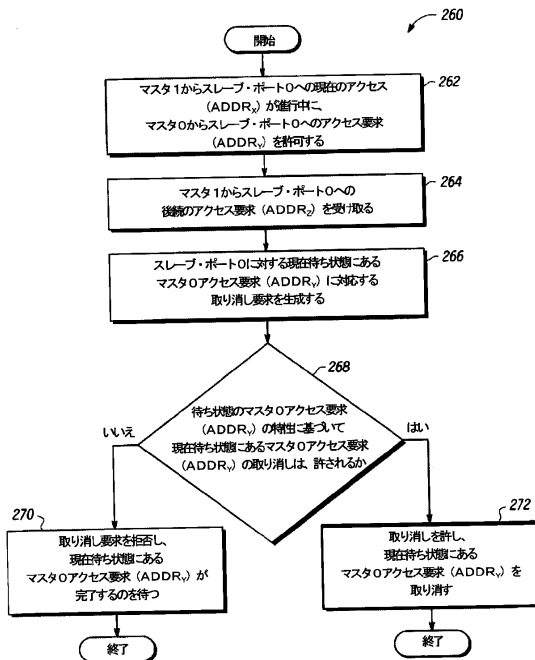 260
開始
マスタ1からスレーブ・ポート0への現在のアクセス
(ADDRX)が進行中に、
マスタ0からスレーブ・ポート0へのアクセス要求
(ADDRY)を許可する
262
マスタ1からスレーブ・ポート0への
後続のアクセス要求(ADDRZ)を受け取る
264
スレーブ・ポート0に対する現在待ち状態にある
マスタ0アクセス要求(ADDRY)に対応する
取り消し要求を生成する
266
268
待ち状態のマスタ0アクセス要求
(ADDRY)の特性に基づいて
現在待ち状態にあるマスタ0アクセス要求
(ADDRY)の取り消しは、許されるか
いいえ
はい
270
取り消し要求を拒否し、
現在待ち状態にある
マスタ0アクセス要求(ADDRY)が
完了するのを待つ
終了
272
取り消しを許し、
現在待ち状態にある
マスタ0アクセス要求(ADDRY)を
取り消す
終了